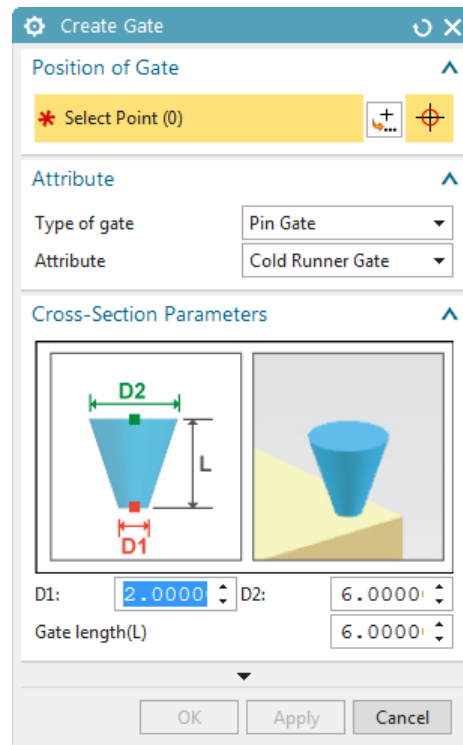 Create Gate
Position of Gate
Select Point (0)
Attribute
Type of gate Pin Gate
Attribute Cold Runner Gate
Cross-Section Parameters
D2
L
D1
D1: 2.0000 D2: 6.0000
Gate length(L) 6.0000
OK Apply Cancel